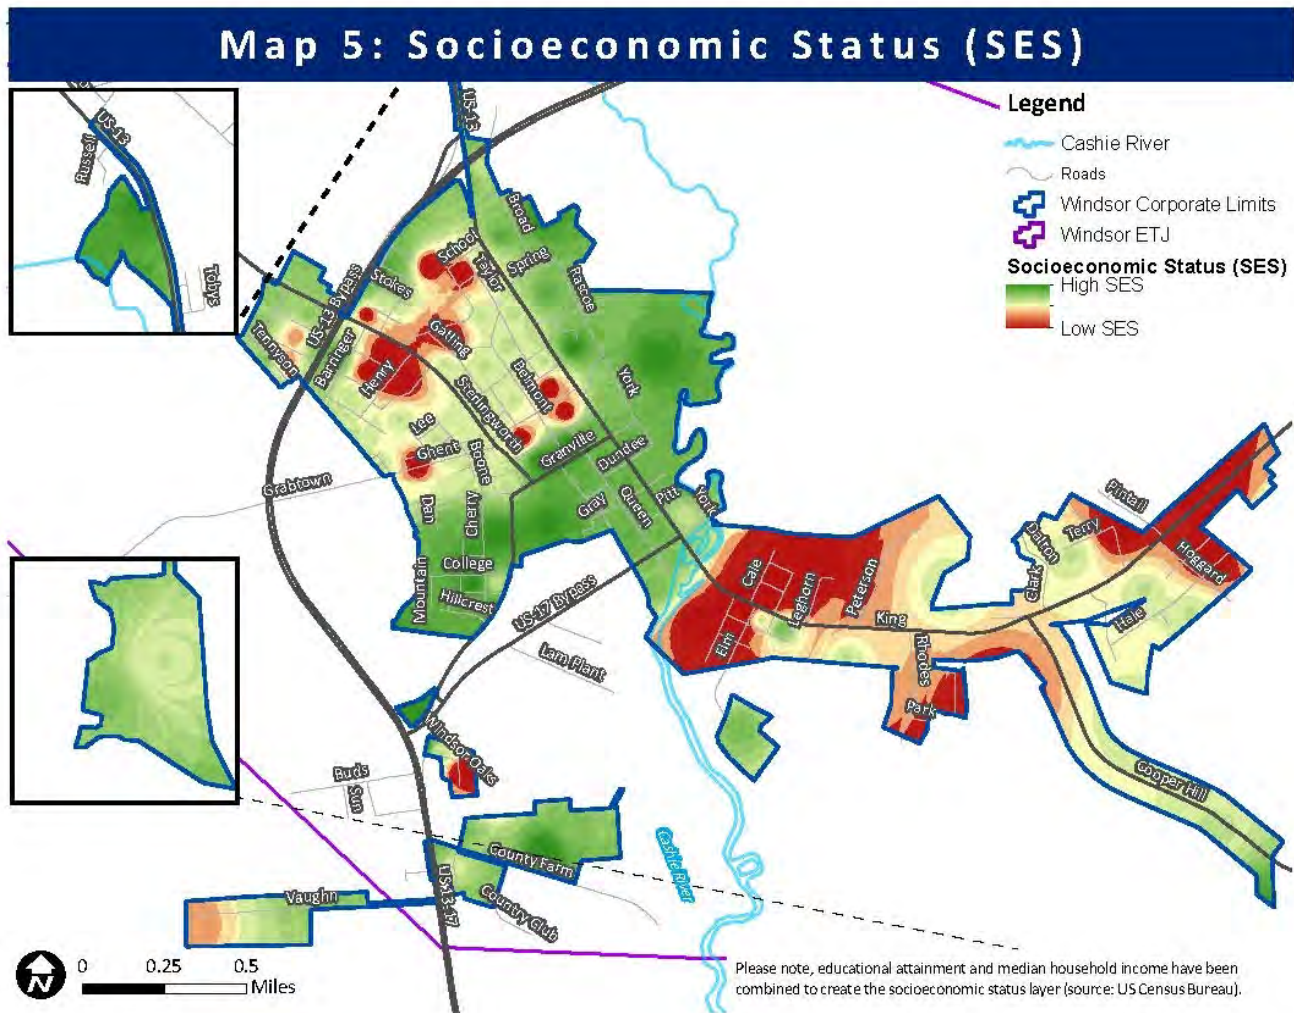 Map 5: Socioeconomic Status (SES)
Legend
Cashie River
Roads
Windsor Corporate Limits
Windsor ETJ
Socioeconomic Status (SES)
High SES
Low SES
US-13
Russell
Tobys
US-13
Broad
School
Taylor
Spring
Rascoe
Stokes
US-13 Bypass
Tennyson
Barringer
Gatling
Henry
Belmont
York
Sterlingworth
Lee
Ghent
Boone
Granville
Dundee
Grabtown
Dan
Cherry
Gray
Queen
Pitt
York
College
Mountain
Hillcrest
US-17 Bypass
Lam Plant
Cale
Leghorn
Peterson
King
Elm
Rhodes
Park
Pintail
Terry
Dalton
Clark
Hoggard
Hale
Cooper Hill
Windsor Oaks
Buds
Sun
County Farm
Cashie River
Vaughn
US-13-17
Country Club
N
0 0.25 0.5
Miles
Please note, educational attainment and median household income have been
combined to create the socioeconomic status layer (source: US Census Bureau).